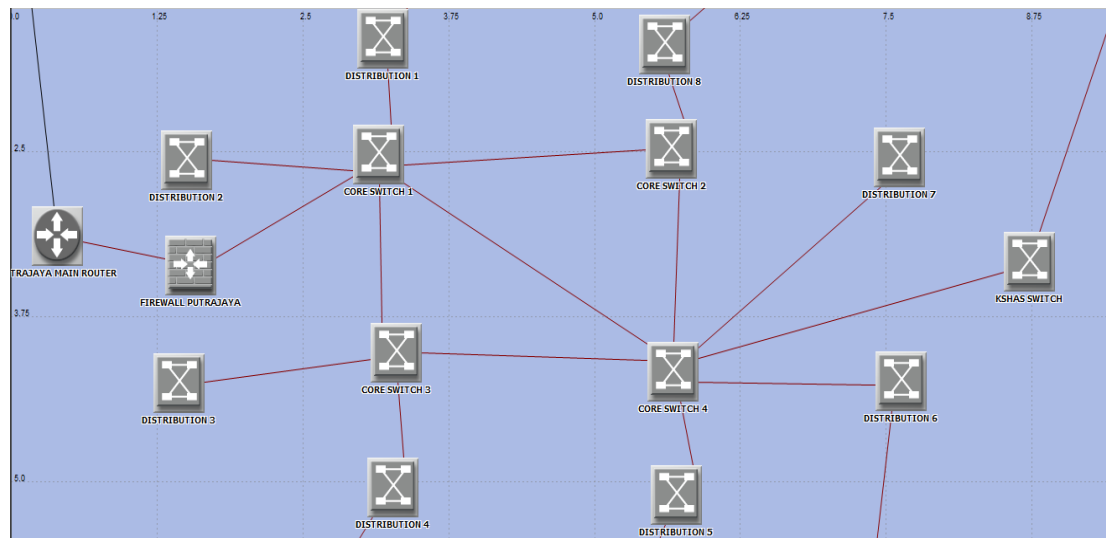 1.25
3.75
5.0
6.25
7.5
8.75
DISTRIBUTION 1
DISTRIBUTION 8
2.5
DISTRIBUTION 2
CORE SWITCH 1
CORE SWITCH 2
DISTRIBUTION 7
TRAJAYA MAIN ROUTER
FIREWALL PUTRAJAYA
KSHAS SWITCH
3.75
DISTRIBUTION 3
CORE SWITCH 3
CORE SWITCH 4
DISTRIBUTION 6
5.0
DISTRIBUTION 4
DISTRIBUTION 5